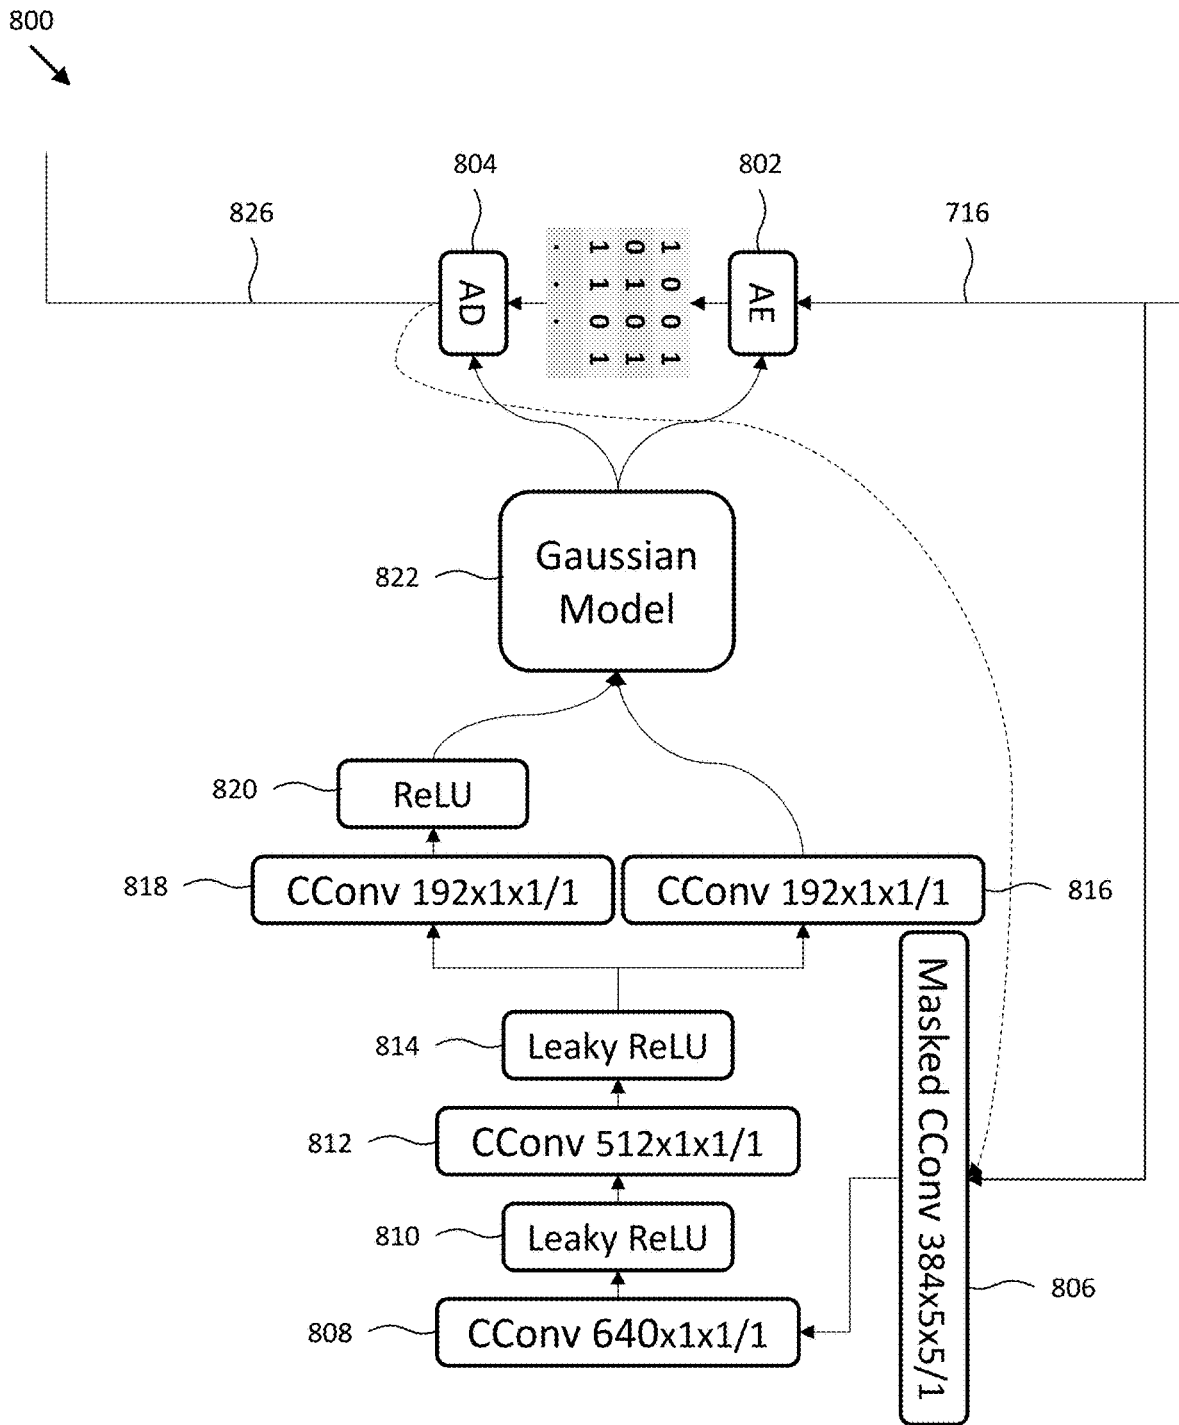 800
804
802
826
716
AD
1 0 0 1
0 1 0 1
1 1 0 1
. . .
AE
Gaussian
Model
822
820
ReLU
818
CConv 192x1x1/1
CConv 192x1x1/1
816
Masked CConv 384x5x5/1
814
Leaky ReLU
812
CConv 512x1x1/1
810
Leaky ReLU
806
808
CConv 640x1x1/1